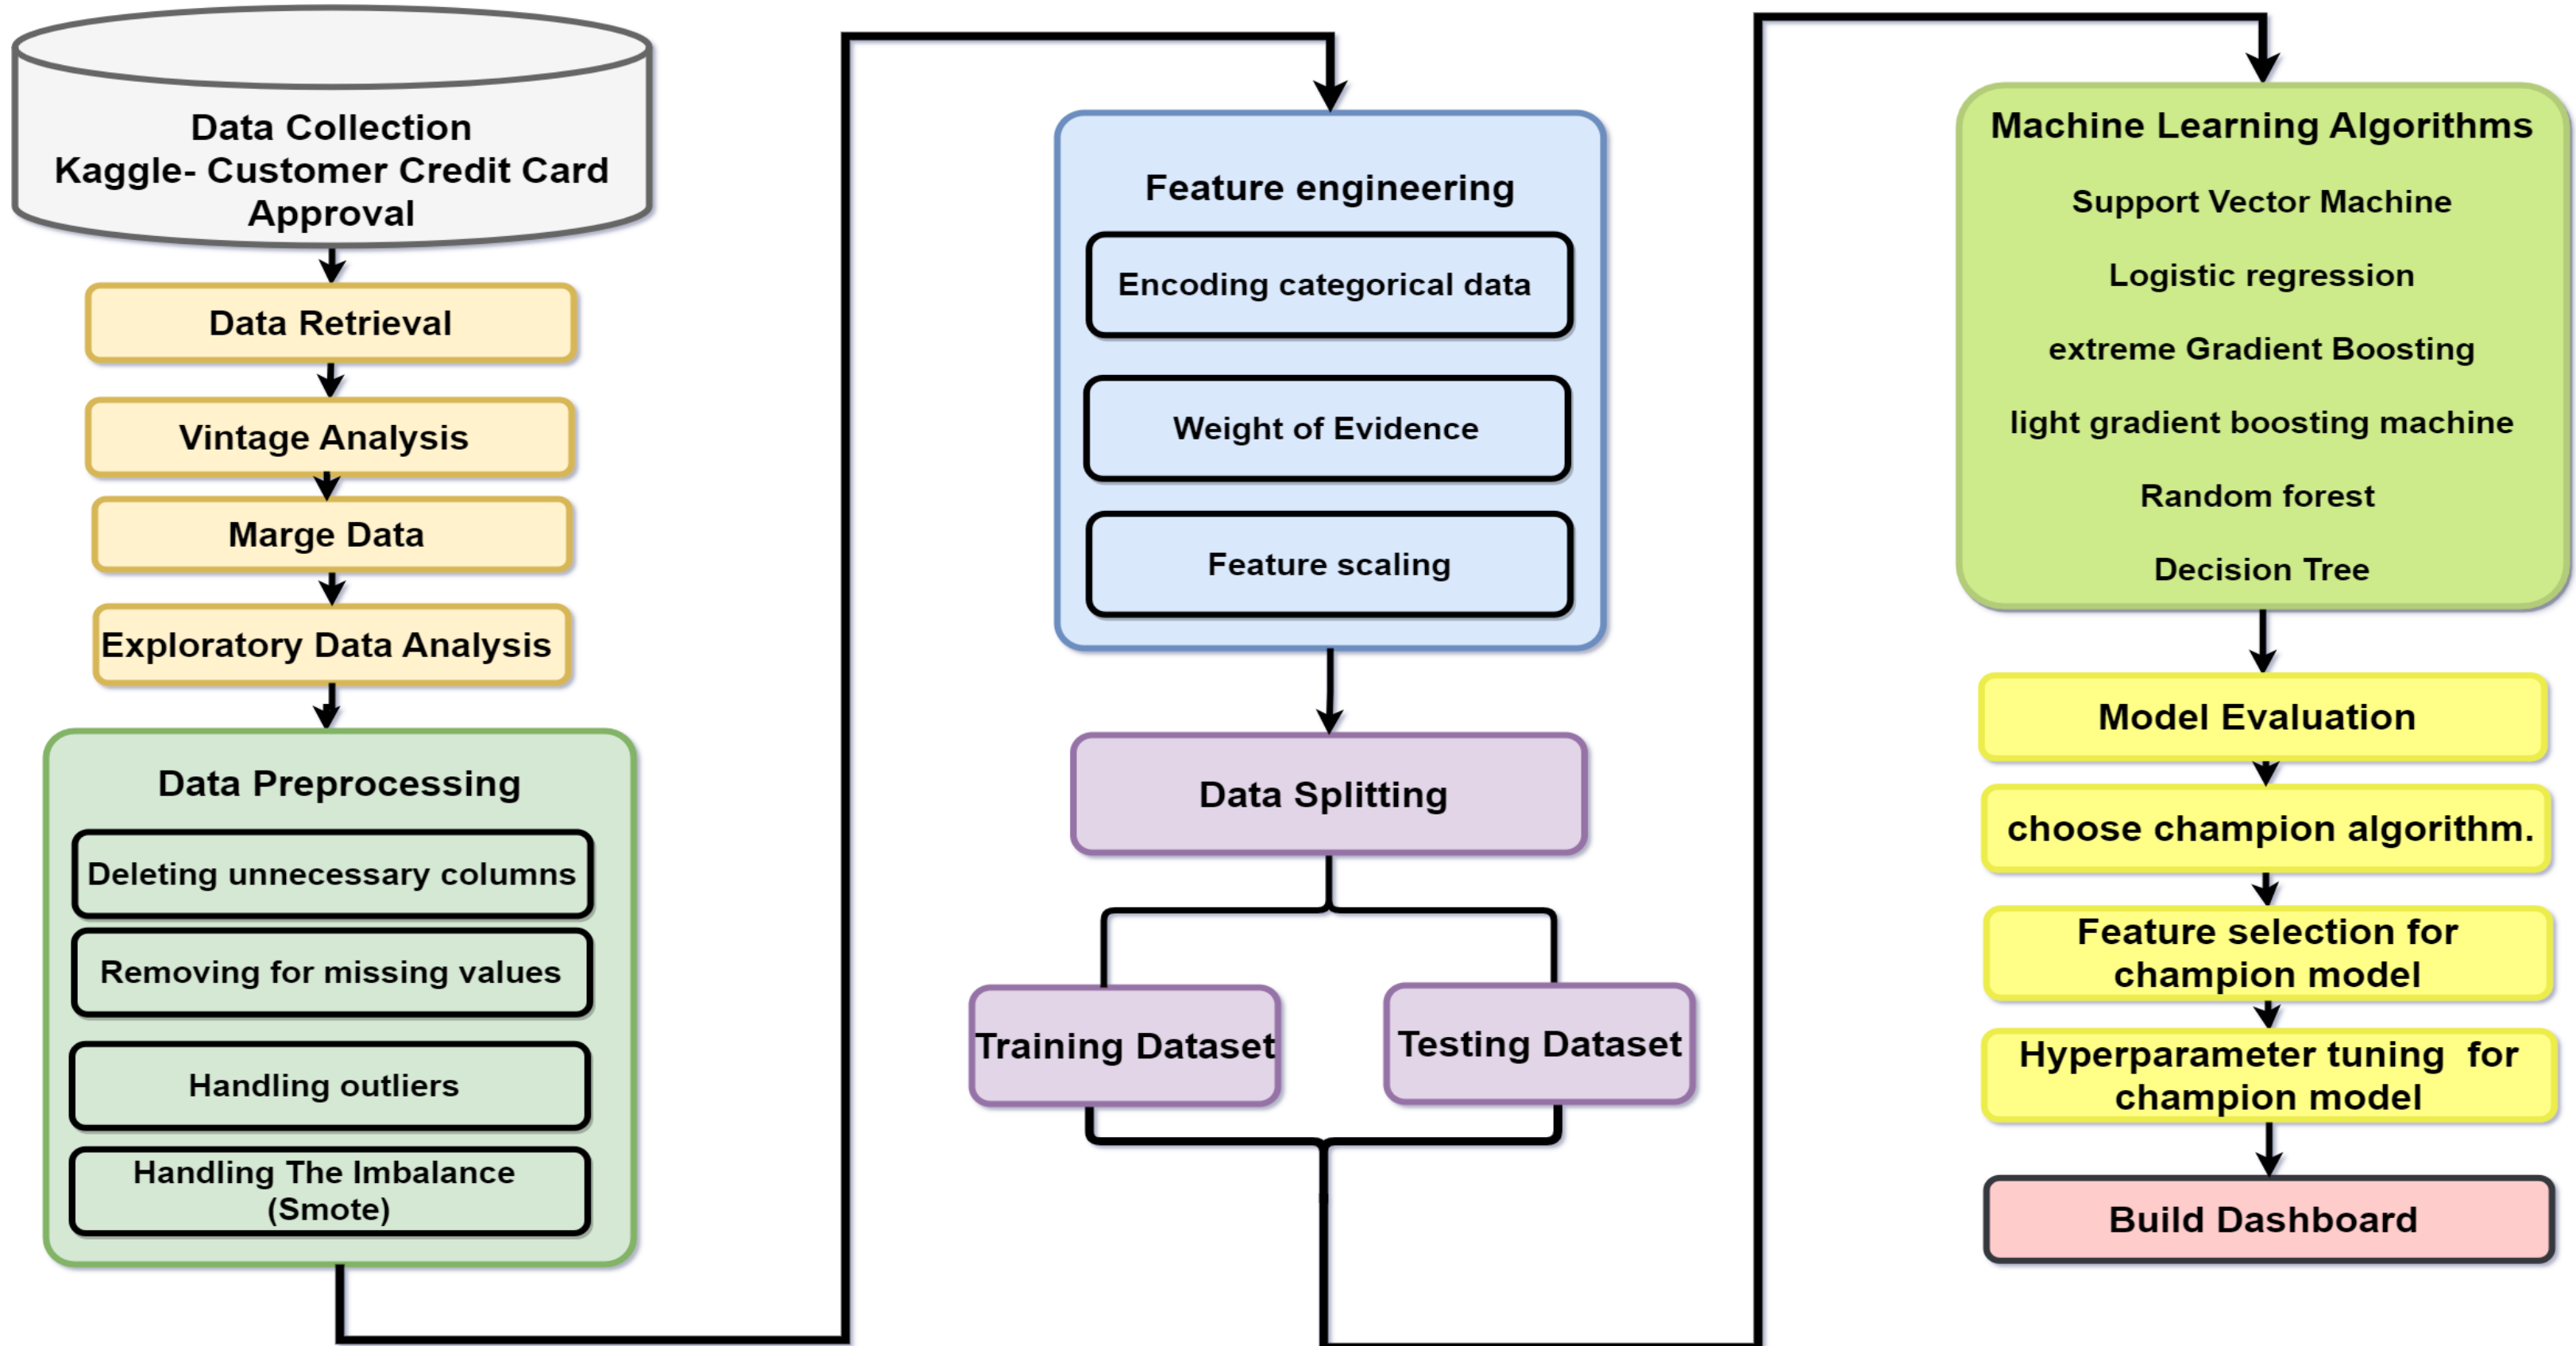 Data Collection
Kaggle- Customer Credit Card
Approval
Data Retrieval
Vintage Analysis
Marge Data
Exploratory Data Analysis
Data Preprocessing
Deleting unnecessary columns
Removing for missing values
Handling outliers
Handling The Imbalance
(Smote)
Feature engineering
Encoding categorical data
Weight of Evidence
Feature scaling
Data Splitting
Training Dataset
Testing Dataset
Machine Learning Algorithms
Support Vector Machine
Logistic regression
extreme Gradient Boosting
light gradient boosting machine
Random forest
Decision Tree
Model Evaluation
choose champion algorithm.
Feature selection for
champion model
Hyperparameter tuning  for
champion model
Build Dashboard